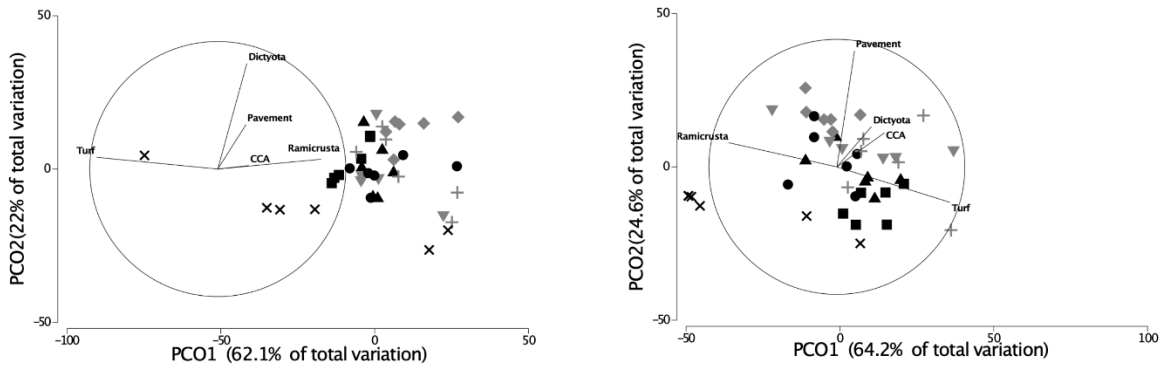 50
PCO2(22% of total variation)
Dictyota
Pavement
Turf
CCA
Ramicrusta
0
−50
−100
−50
0
50
PCO1 (62.1% of total variation)
50
PCO2(24.6% of total variation)
Pavement
Dictyota
CCA
Ramicrusta
0
Turf
−50
−50
0
50
100
PCO1 (64.2% of total variation)